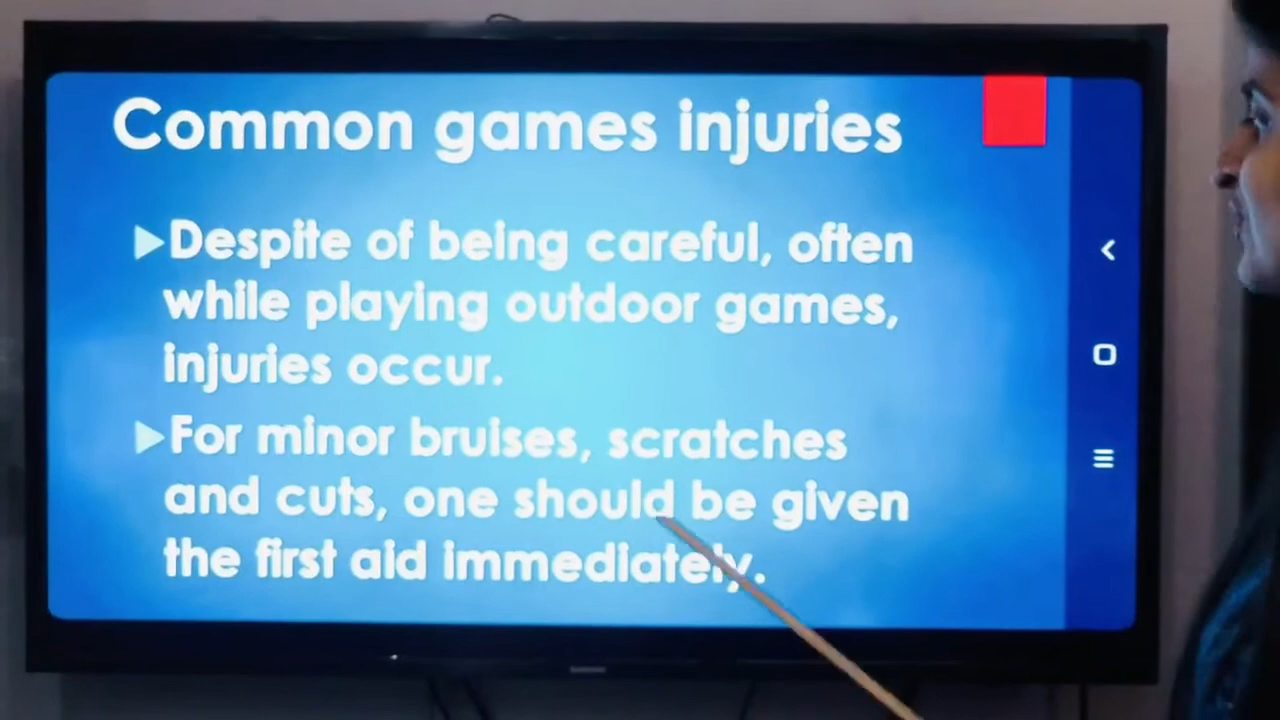 Common games injuries
Despite of being careful, often
while playing outdoor games,
injuries occur.
For minor bruises, scratches
and cuts, one should be given
the first aid immediately.